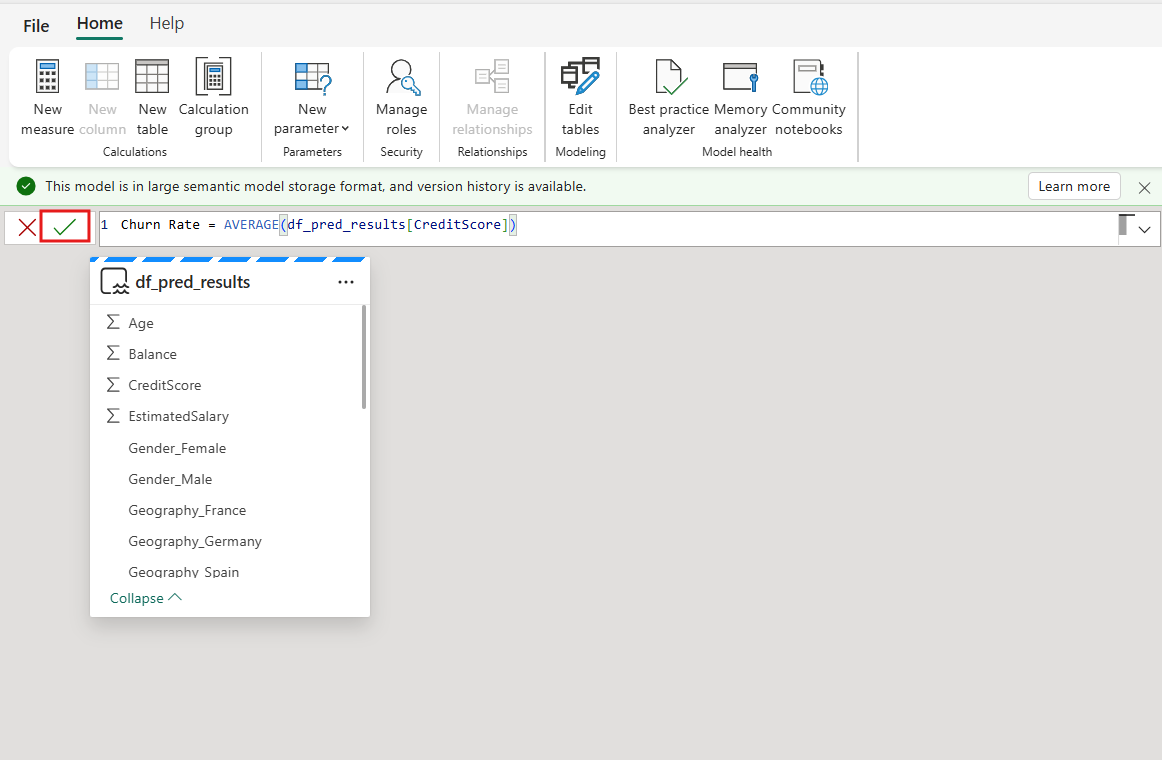 File Home Help
New measure
New column
New table
Calculation group
Calculations
New parameter
Parameters
Manage roles
Security
Manage relationships
Relationships
Edit tables
Modeling
Best practice analyzer
Memory analyzer
Community notebooks
Model health
This model is in large semantic model storage format, and version history is available. Learn more
1 Churn Rate = AVERAGE(df_pred_results[CreditScore])
df_pred_results ...
Σ Age
Σ Balance
Σ CreditScore
Σ EstimatedSalary
Gender_Female
Gender_Male
Geography_France
Geography_Germany
Geography_Spain
Collapse